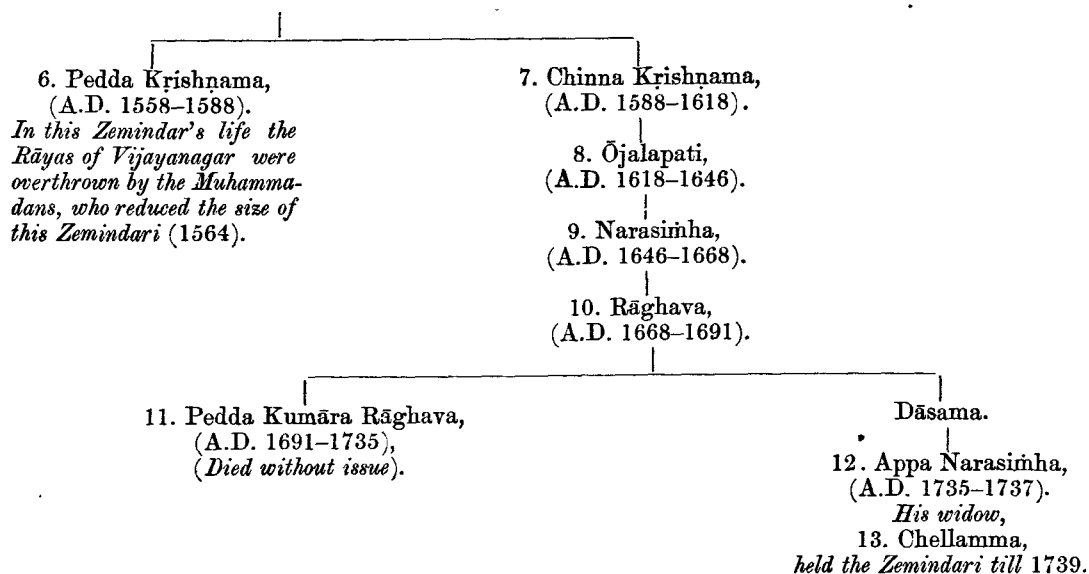 6. Pedda Kṛishṇama,
(A.D. 1558–1588).
In this Zemindar's life the
Rāyas of Vijayanagar were
overthrown by the Muhamma-
dans, who reduced the size of
this Zemindari (1564).
7. Chinna Kṛishṇama,
(A.D. 1588–1618).
8. Ōjalapati,
(A.D. 1618–1646).
9. Narasiṁha,
(A.D. 1646–1668).
10. Rāghava,
(A.D. 1668–1691).
11. Pedda Kumāra Rāghava,
(A.D. 1691–1735),
(Died without issue).
Dāsama.
12. Appa Narasiṁha,
(A.D. 1735–1737).
His widow,
13. Chellamma,
held the Zemindari till 1739.